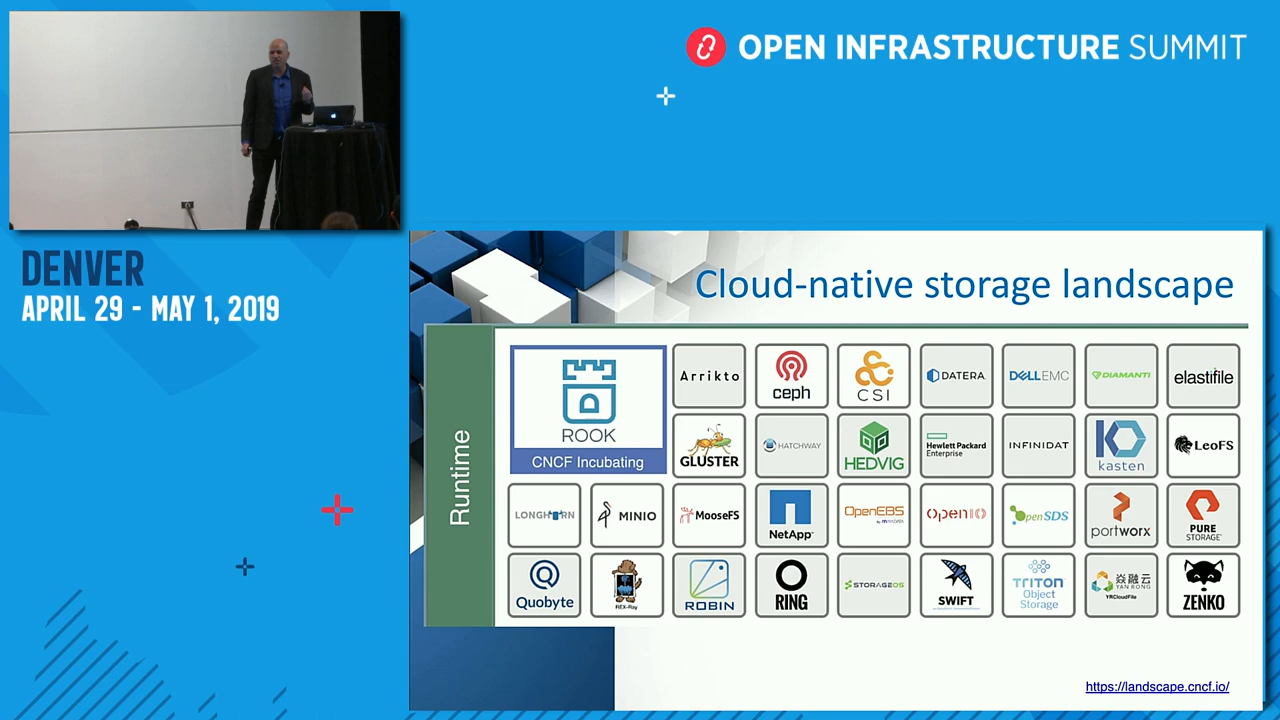 OPEN INFRASTRUCTURE SUMMIT
DENVER
APRIL 29 - MAY 1, 2019
Cloud-native storage landscape
Runtime
ROOK
CNCF Incubating
Arrikto
ceph
CSI
DATERA
DELLEMC
DIAMANTI
elastifile
GLUSTER
HATCHWAY
HEDVIG
Hewlett Packard
Enterprise
INFINIDAT
kasten
LeoFS
LONGHORN
MINIO
MooseFS
NetApp
OpenEBS
openIO
OpenSDS
portworx
PURE
STORAGE
Quobyte
REX-Ray
ROBIN
RING
STORAGEOS
SWIFT
TRITON
Object
Storage
焱融云
YAN RONG
YRCloudFile
ZENKO
https://landscape.cncf.io/